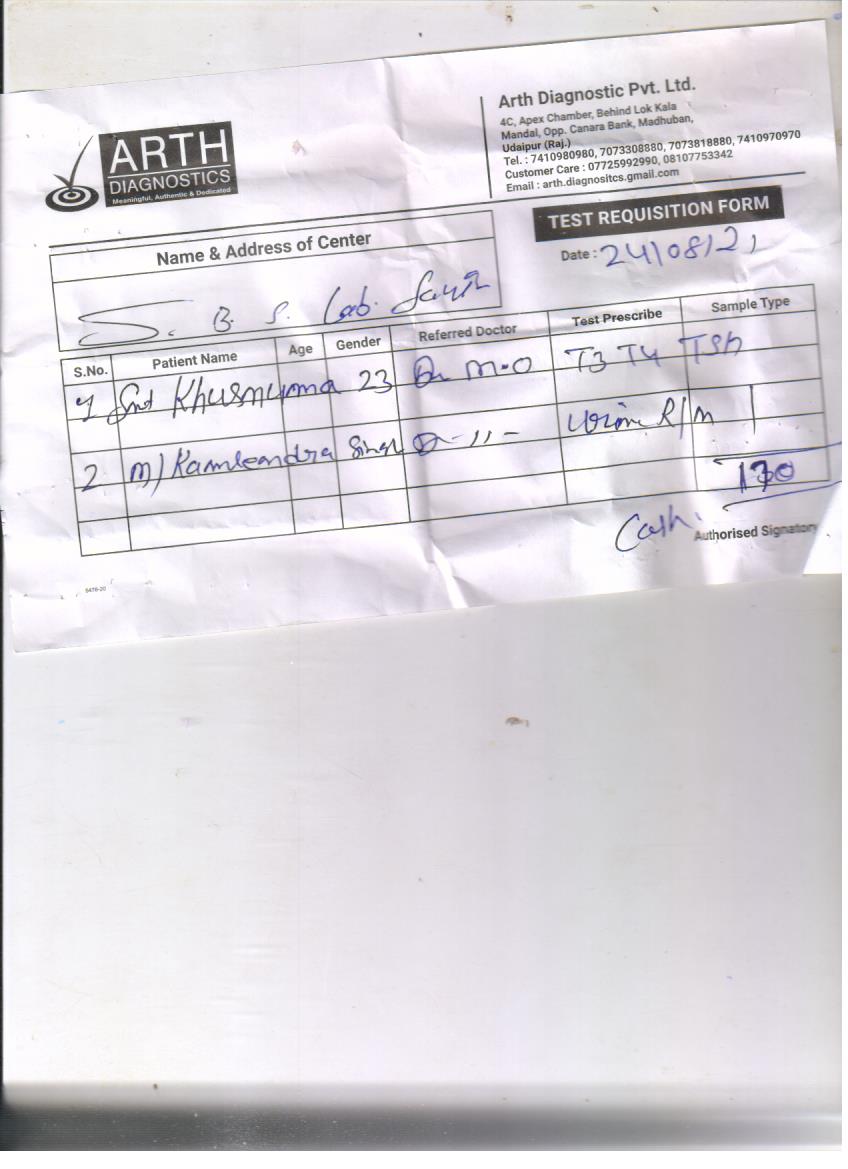 ARTH
DIAGNOSTICS
Meaningful, Authentic & Dedicated
Arth Diagnostic Pvt. Ltd.
4C, Apex Chamber, Behind Lok Kala
Mandal, Opp. Canara Bank, Madhuban,
Udaipur (Raj.)
Tel. : 7410980980, 7073308880, 7073818880, 7410970970
Customer Care : 07725992990, 08107753342
Email : arth.diagnositcs.gmail.com
TEST REQUISITION FORM
Date : 24/08/21
Name & Address of Center
S. B. S. Lab.
S.No. Patient Name Age Gender Referred Doctor Test Prescribe Sample Type
1 Smt Khusnuma 23 Dr M.O T3 T4 TSH
2 M/ Kamleandra Singh Dr -11- Urine R/M
170
Cash.
Authorised Signatory
5476-20